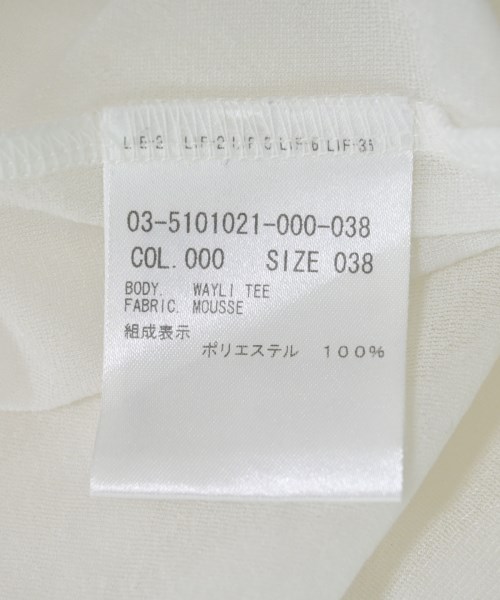 03-5101021-000-038
COL. 000 SIZE 038
BODY. WAYLI TEE
FABRIC. MOUSSE
組成表示
ポリエステル 100%